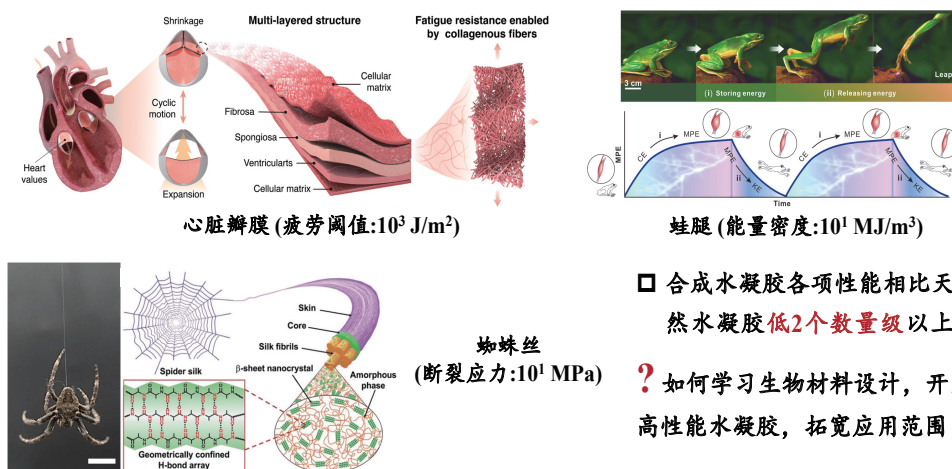 Shrinkage
Multi-layered structure
Fatigue resistance enabled
by collagenous fibers
Cellular
matrix
Cyclic
motion
Fibrosa
Spongiosa
Ventricularts
Cellular matrix
Heart
values
Expansion
心脏瓣膜 (疲劳阈值:10³ J/m²)
3 cm
(i) Storing energy
(ii) Releasing energy
Leap
MPE
CE
i
MPE
MPE
ii
KE
CE
i
MPE
MPE
ii
KE
Time
蛙腿 (能量密度:10¹ MJ/m³)
Spider silk
Skin
Core
Silk fibrils
β-sheet nanocrystal
Amorphous
phase
Geometrically confined
H-bond array
蜘蛛丝
(断裂应力:10¹ MPa)
合成水凝胶各项性能相比天
然水凝胶低2个数量级以上
? 如何学习生物材料设计，开
高性能水凝胶，拓宽应用范围